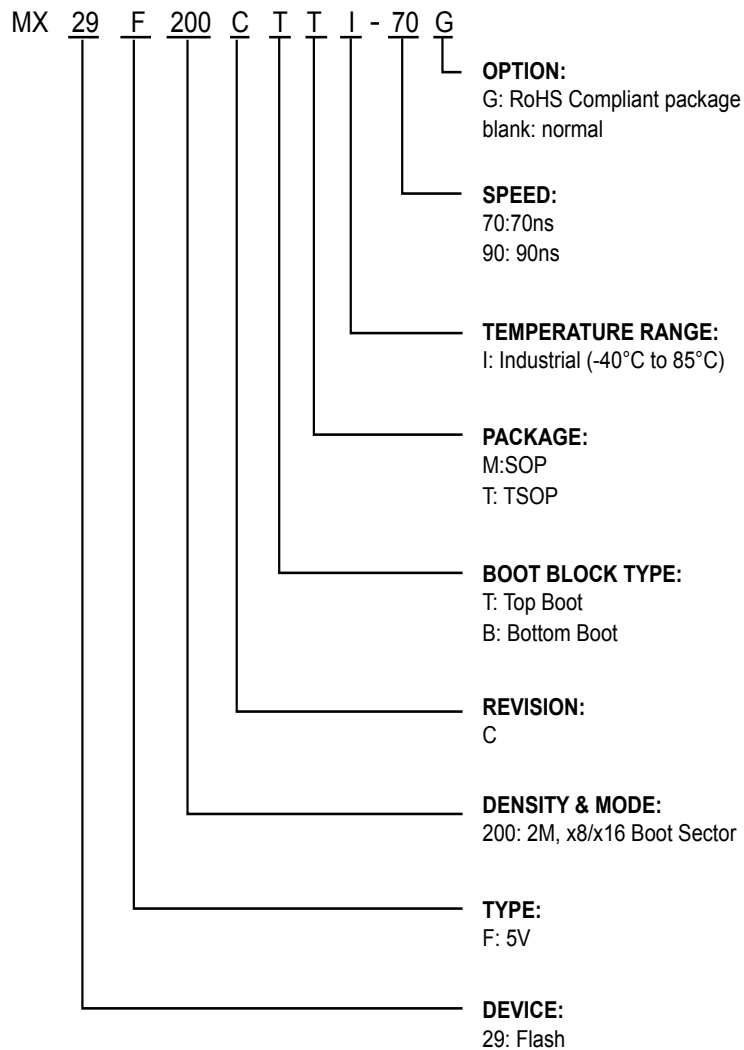 MX 29 F 200 C T T I - 70 G
OPTION:
G: RoHS Compliant package
blank: normal
SPEED:
70:70ns
90: 90ns
TEMPERATURE RANGE:
I: Industrial (-40°C to 85°C)
PACKAGE:
M:SOP
T: TSOP
BOOT BLOCK TYPE:
T: Top Boot
B: Bottom Boot
REVISION:
C
DENSITY & MODE:
200: 2M, x8/x16 Boot Sector
TYPE:
F: 5V
DEVICE:
29: Flash